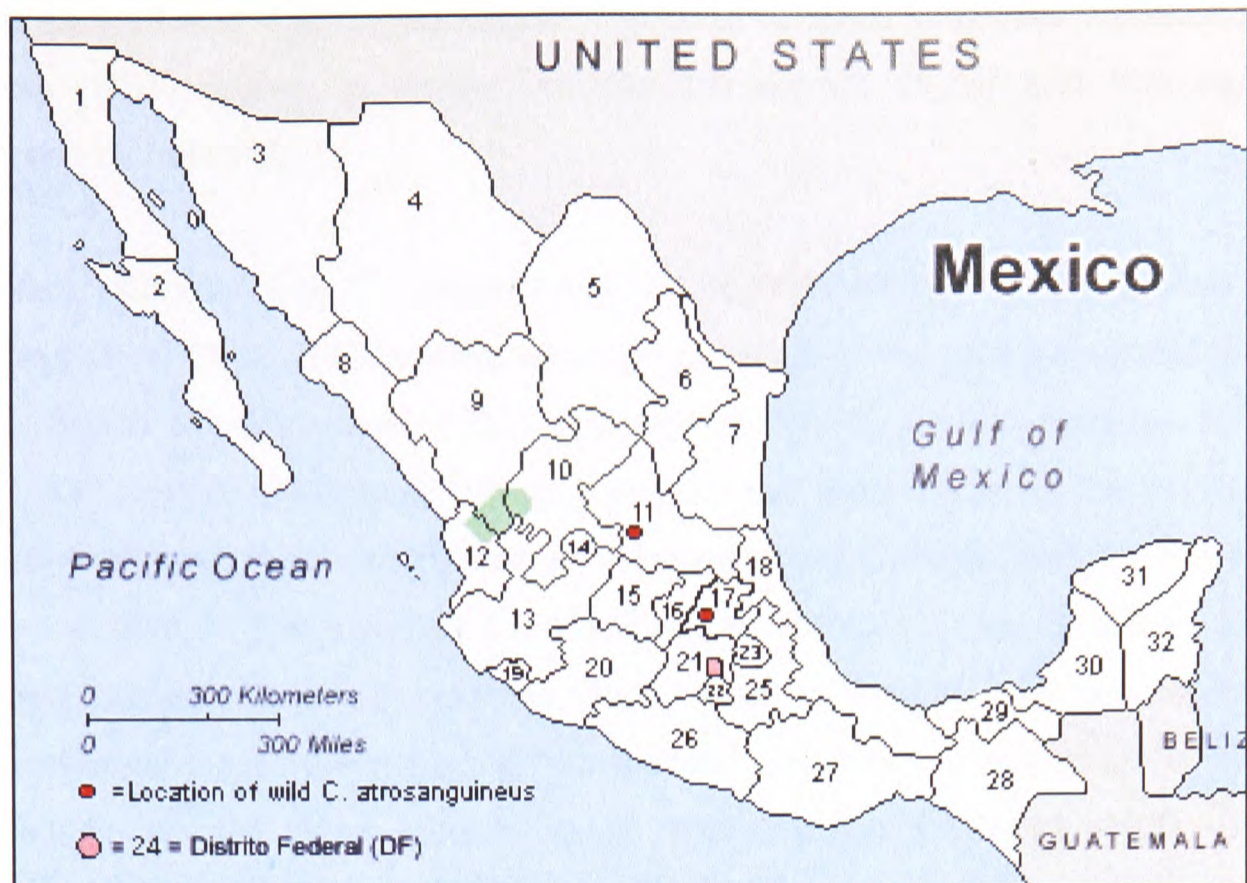 UNITED STATES
1
3
4
2
5
Mexico
8
6
9
7
Gulf of
Mexico
10
11
12
14
Pacific Ocean
18
31
15
17
16
13
32
23
21
30
19
20
22
25
29
0 300 Kilometers
0 300 Miles
26
BELIZ
27
28
=Location of wild C. atrosanguineus
= 24 = Distrito Federal (DF)
GUATEMALA